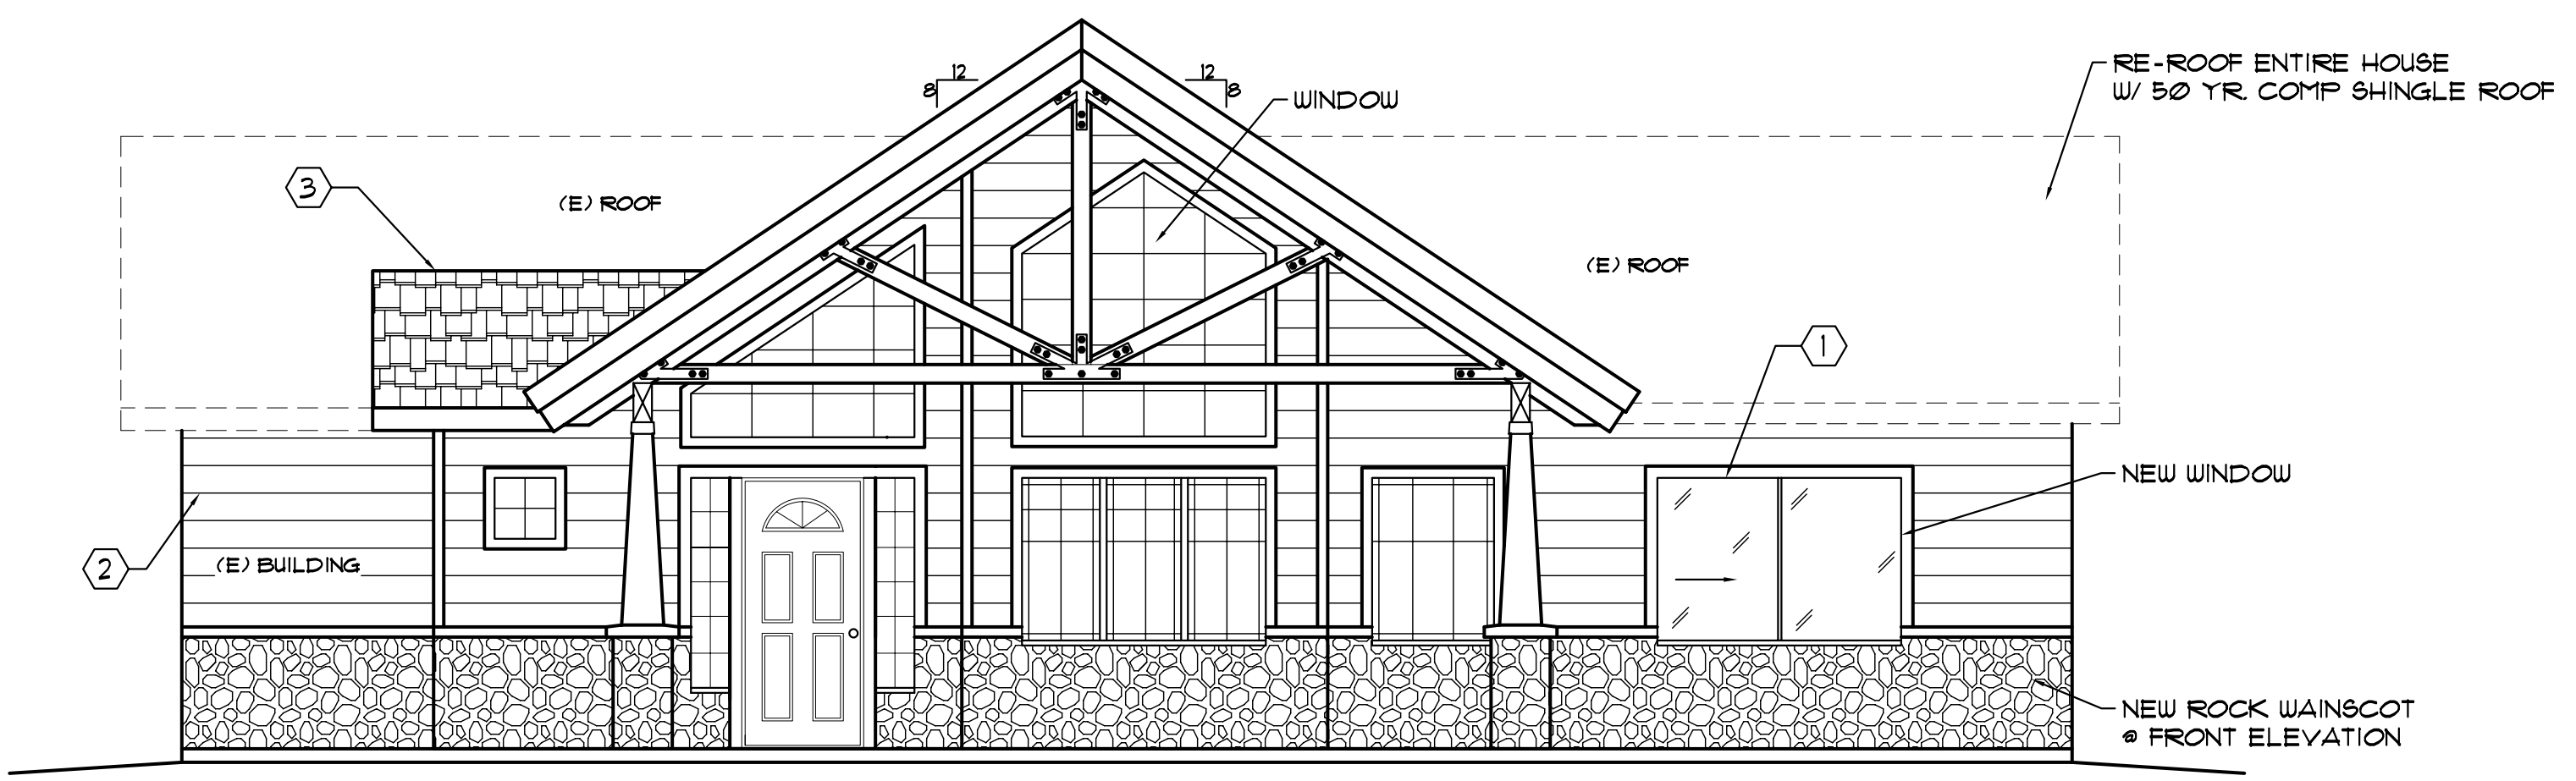 12
8
12
8
WINDOW
RE-ROOF ENTIRE HOUSE
W/ 50 YR. COMP SHINGLE ROOF
3
(E) ROOF
(E) ROOF
1
NEW WINDOW
2
(E) BUILDING
NEW ROCK WAINSCOT
@ FRONT ELEVATION